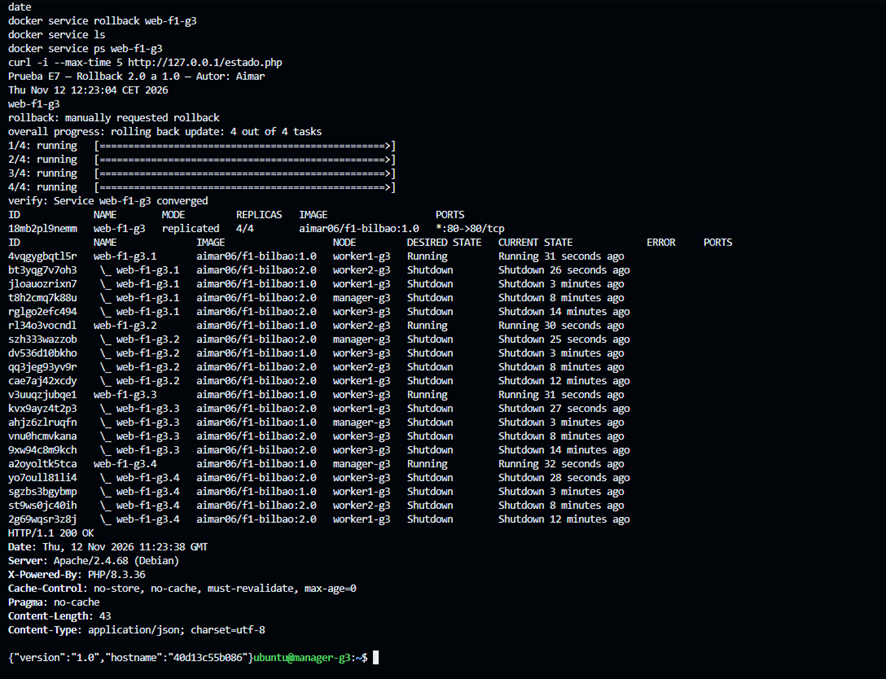 date
docker service rollback web-f1-g3
docker service ls
docker service ps web-f1-g3
curl -i --max-time 5 http://127.0.0.1/estado.php
Prueba E7 — Rollback 2.0 a 1.0 — Autor: Aimar
Thu Nov 12 12:23:04 CET 2026
web-f1-g3
rollback: manually requested rollback
overall progress: rolling back update: 4 out of 4 tasks
1/4: running   [==================================================>]
2/4: running   [==================================================>]
3/4: running   [==================================================>]
4/4: running   [==================================================>]
verify: Service web-f1-g3 converged
ID             NAME        MODE         REPLICAS   IMAGE                   PORTS
18mb2pl9nemm   web-f1-g3   replicated   4/4        aimar06/f1-bilbao:1.0   *:80->80/tcp
ID             NAME              IMAGE                   NODE         DESIRED STATE   CURRENT STATE             ERROR     PORTS
4vqgygbqtl5r   web-f1-g3.1       aimar06/f1-bilbao:1.0   worker1-g3   Running         Running 31 seconds ago
bt3yqg7v7oh3    \_ web-f1-g3.1   aimar06/f1-bilbao:2.0   worker2-g3   Shutdown        Shutdown 26 seconds ago
jloauozrixn7    \_ web-f1-g3.1   aimar06/f1-bilbao:1.0   worker1-g3   Shutdown        Shutdown 3 minutes ago
t8h2cmq7k88u    \_ web-f1-g3.1   aimar06/f1-bilbao:2.0   manager-g3   Shutdown        Shutdown 8 minutes ago
rglgo2efc494    \_ web-f1-g3.1   aimar06/f1-bilbao:2.0   worker3-g3   Shutdown        Shutdown 14 minutes ago
rl34o3vocndl   web-f1-g3.2       aimar06/f1-bilbao:1.0   worker2-g3   Running         Running 30 seconds ago
szh333wazzob    \_ web-f1-g3.2   aimar06/f1-bilbao:2.0   manager-g3   Shutdown        Shutdown 25 seconds ago
dv536d10bkho    \_ web-f1-g3.2   aimar06/f1-bilbao:1.0   worker3-g3   Shutdown        Shutdown 3 minutes ago
qq3jeg93yv9r    \_ web-f1-g3.2   aimar06/f1-bilbao:2.0   worker2-g3   Shutdown        Shutdown 8 minutes ago
cae7aj42xcdy    \_ web-f1-g3.2   aimar06/f1-bilbao:2.0   worker1-g3   Shutdown        Shutdown 12 minutes ago
v3uuqzjubqe1   web-f1-g3.3       aimar06/f1-bilbao:1.0   worker3-g3   Running         Running 31 seconds ago
kvx9ayz4t2p3    \_ web-f1-g3.3   aimar06/f1-bilbao:2.0   worker1-g3   Shutdown        Shutdown 27 seconds ago
ahjz6zlruqfn    \_ web-f1-g3.3   aimar06/f1-bilbao:1.0   manager-g3   Shutdown        Shutdown 3 minutes ago
vnu0hcmvkana    \_ web-f1-g3.3   aimar06/f1-bilbao:2.0   worker3-g3   Shutdown        Shutdown 8 minutes ago
9xw94c8m9kch    \_ web-f1-g3.3   aimar06/f1-bilbao:2.0   worker3-g3   Shutdown        Shutdown 14 minutes ago
a2oyoltk5tca   web-f1-g3.4       aimar06/f1-bilbao:1.0   manager-g3   Running         Running 32 seconds ago
yo7oull81li4    \_ web-f1-g3.4   aimar06/f1-bilbao:2.0   worker3-g3   Shutdown        Shutdown 28 seconds ago
sgzbs3bgybmp    \_ web-f1-g3.4   aimar06/f1-bilbao:1.0   worker1-g3   Shutdown        Shutdown 3 minutes ago
st9ws0jc40ih    \_ web-f1-g3.4   aimar06/f1-bilbao:2.0   worker2-g3   Shutdown        Shutdown 8 minutes ago
2g69wqsr3z8j    \_ web-f1-g3.4   aimar06/f1-bilbao:2.0   worker1-g3   Shutdown        Shutdown 12 minutes ago
HTTP/1.1 200 OK
Date: Thu, 12 Nov 2026 11:23:38 GMT
Server: Apache/2.4.68 (Debian)
X-Powered-By: PHP/8.3.36
Cache-Control: no-store, no-cache, must-revalidate, max-age=0
Pragma: no-cache
Content-Length: 43
Content-Type: application/json; charset=utf-8
{"version":"1.0","hostname":"40d13c55b086"}ubuntu@manager-g3:~$